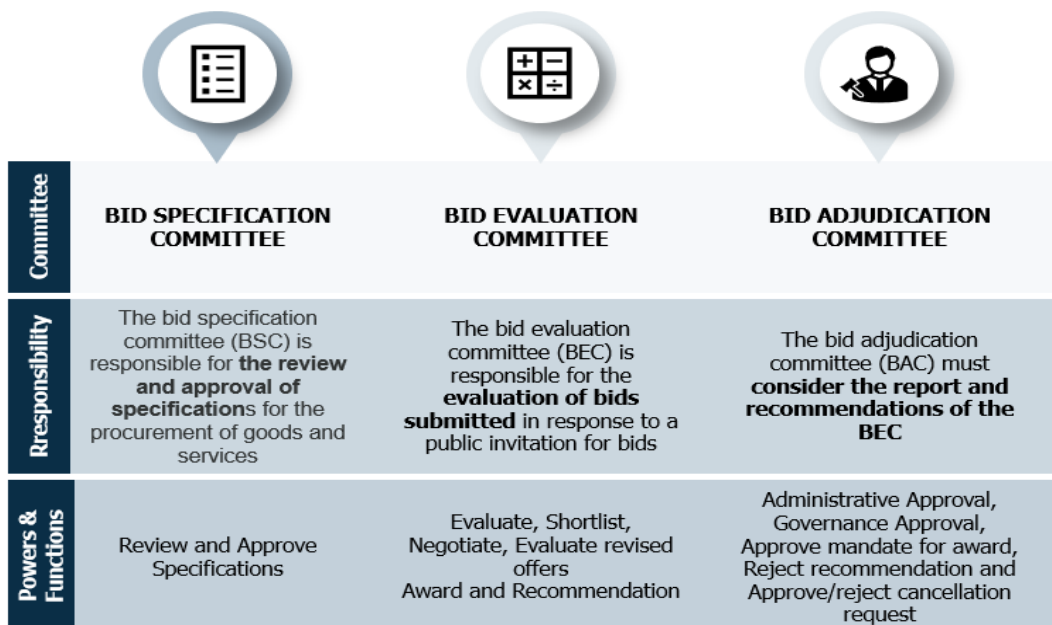 Committee
BID SPECIFICATION
COMMITTEE
BID EVALUATION
COMMITTEE
BID ADJUDICATION
COMMITTEE
Rresponsibility
The bid specification
committee (BSC) is
responsible for the review
and approval of
specifications for the
procurement of goods and
services
The bid evaluation
committee (BEC) is
responsible for the
evaluation of bids
submitted in response to a
public invitation for bids
The bid adjudication
committee (BAC) must
consider the report and
recommendations of the
BEC
Powers &
Functions
Review and Approve
Specifications
Evaluate, Shortlist,
Negotiate, Evaluate revised
offers
Award and Recommendation
Administrative Approval,
Governance Approval,
Approve mandate for award,
Reject recommendation and
Approve/reject cancellation
request